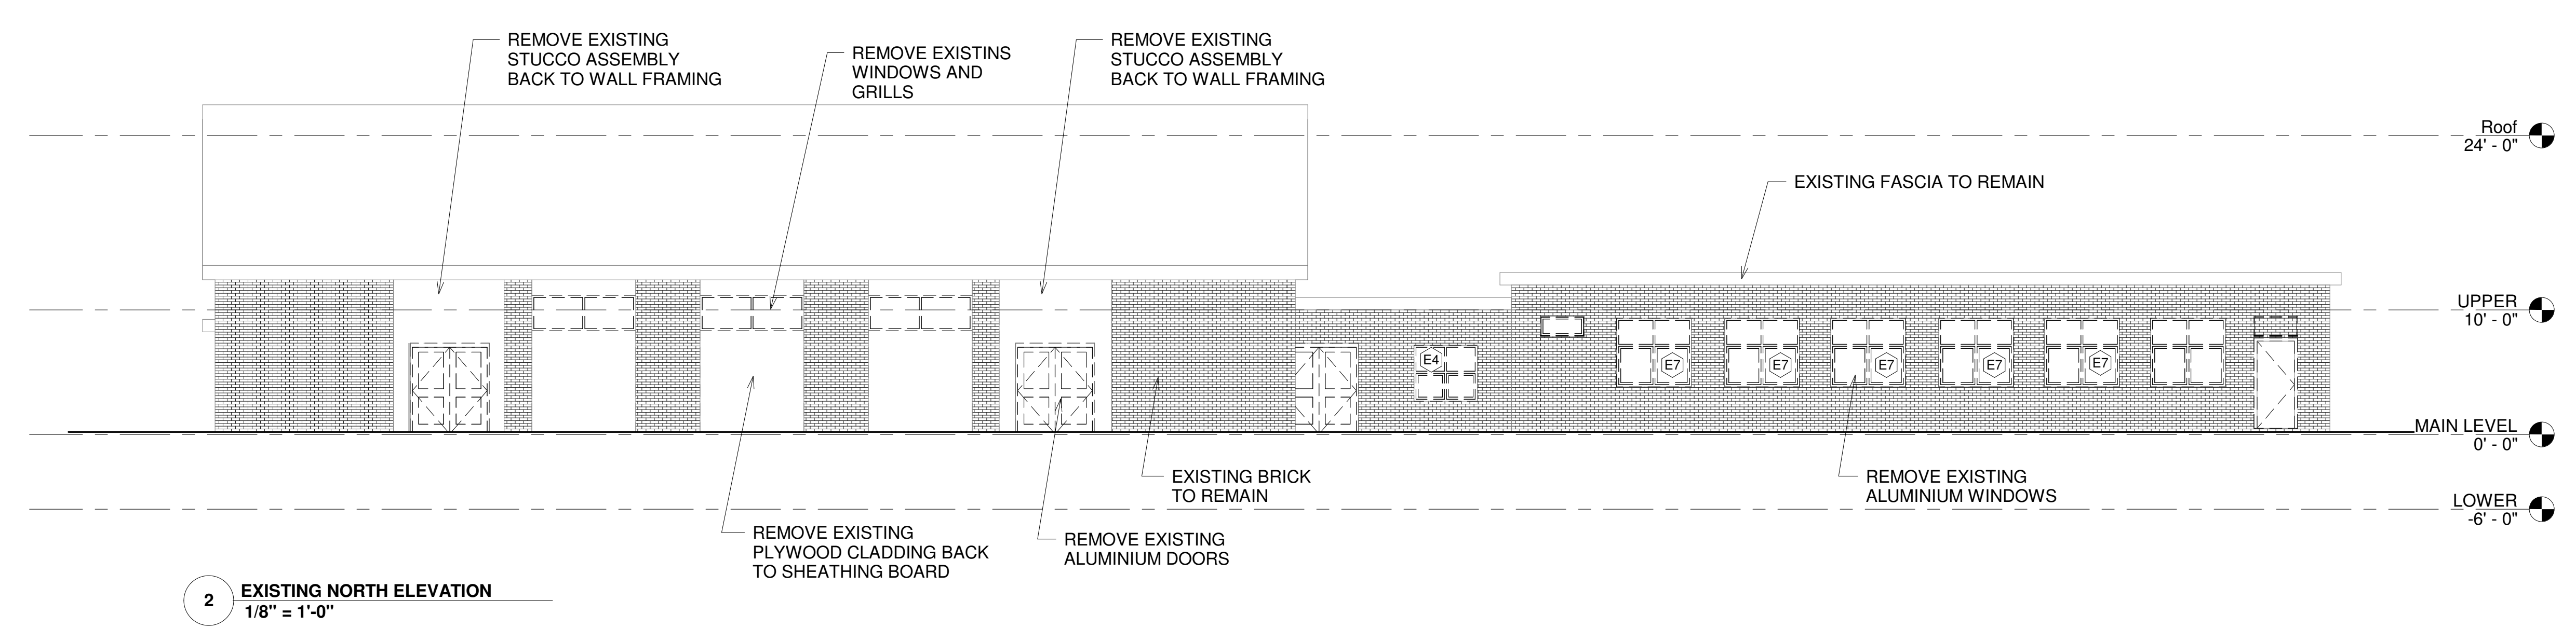 REMOVE EXISTING
STUCCO ASSEMBLY
BACK TO WALL FRAMING
REMOVE EXISTINS
WINDOWS AND
GRILLS
REMOVE EXISTING
STUCCO ASSEMBLY
BACK TO WALL FRAMING
Roof
24' - 0"
EXISTING FASCIA TO REMAIN
UPPER
10' - 0"
E4
E7
E7
E7
E7
E7
MAIN LEVEL
0' - 0"
EXISTING BRICK
TO REMAIN
REMOVE EXISTING
ALUMINIUM WINDOWS
LOWER
-6' - 0"
REMOVE EXISTING
PLYWOOD CLADDING BACK
TO SHEATHING BOARD
REMOVE EXISTING
ALUMINIUM DOORS
2
EXISTING NORTH ELEVATION
1/8" = 1'-0"